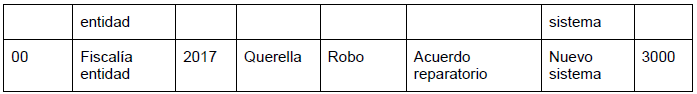 entidad sistema
00 Fiscalía entidad 2017 Querella Robo Acuerdo reparatorio Nuevo sistema 3000